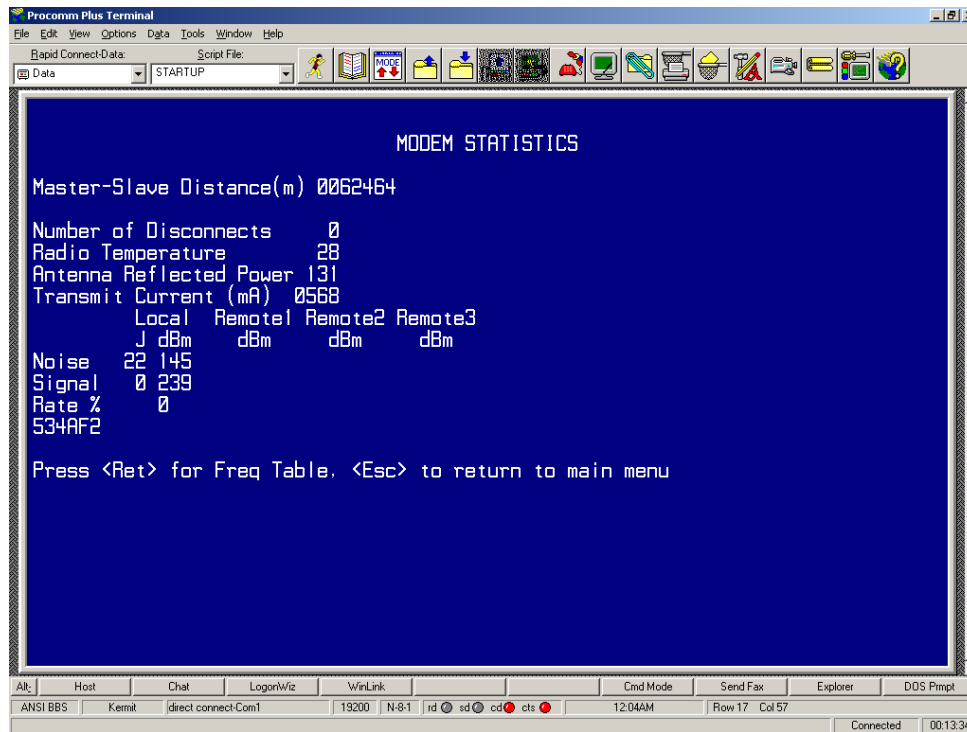 Procomm Plus Terminal
File Edit View Options Data Tools Window Help
Rapid Connect-Data: Script File:
Data STARTUP
MODE
MODEM STATISTICS
Master-Slave Distance(m) 0062464
Number of Disconnects 0
Radio Temperature 28
Antenna Reflected Power 131
Transmit Current (mA) 0568
Local Remote1 Remote2 Remote3
J dBm dBm dBm dBm
Noise 22 145
Signal 0 239
Rate % 0
534AF2
Press <Ret> for Freq Table, <Esc> to return to main menu
Alt: Host Chat LogonWiz WinLink Cmd Mode Send Fax Explorer DOS Prmpt
ANSI BBS Kermit direct connect-Com1 19200 N-8-1 rd sd cd cts 12:04AM Row 17 Col 57
Connected 00:13:34